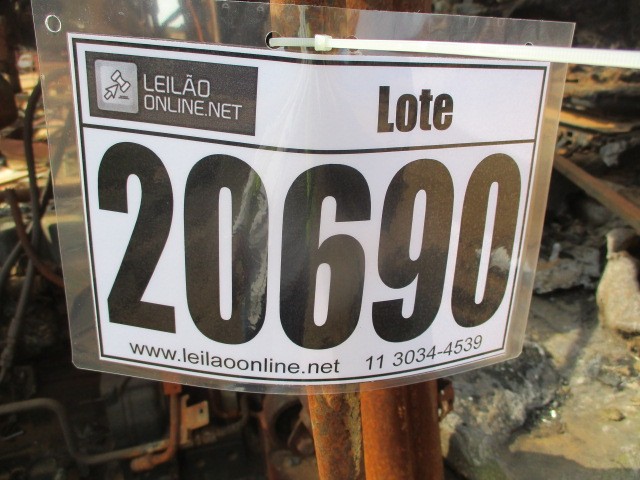 LEILÃO
ONLINE.NET
Lote
20690
www.leilaoonline.net 11 3034-4539